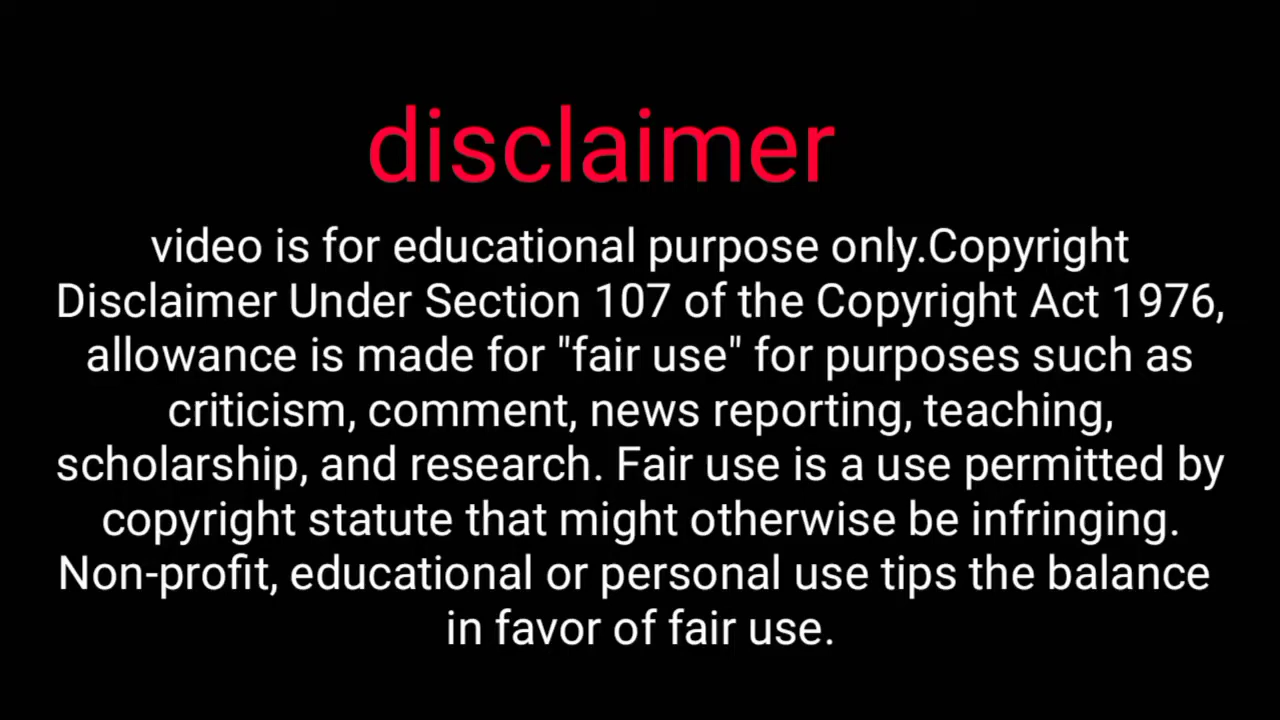 disclaimer
video is for educational purpose only.Copyright
Disclaimer Under Section 107 of the Copyright Act 1976,
allowance is made for "fair use" for purposes such as
criticism, comment, news reporting, teaching,
scholarship, and research. Fair use is a use permitted by
copyright statute that might otherwise be infringing.
Non-profit, educational or personal use tips the balance
in favor of fair use.